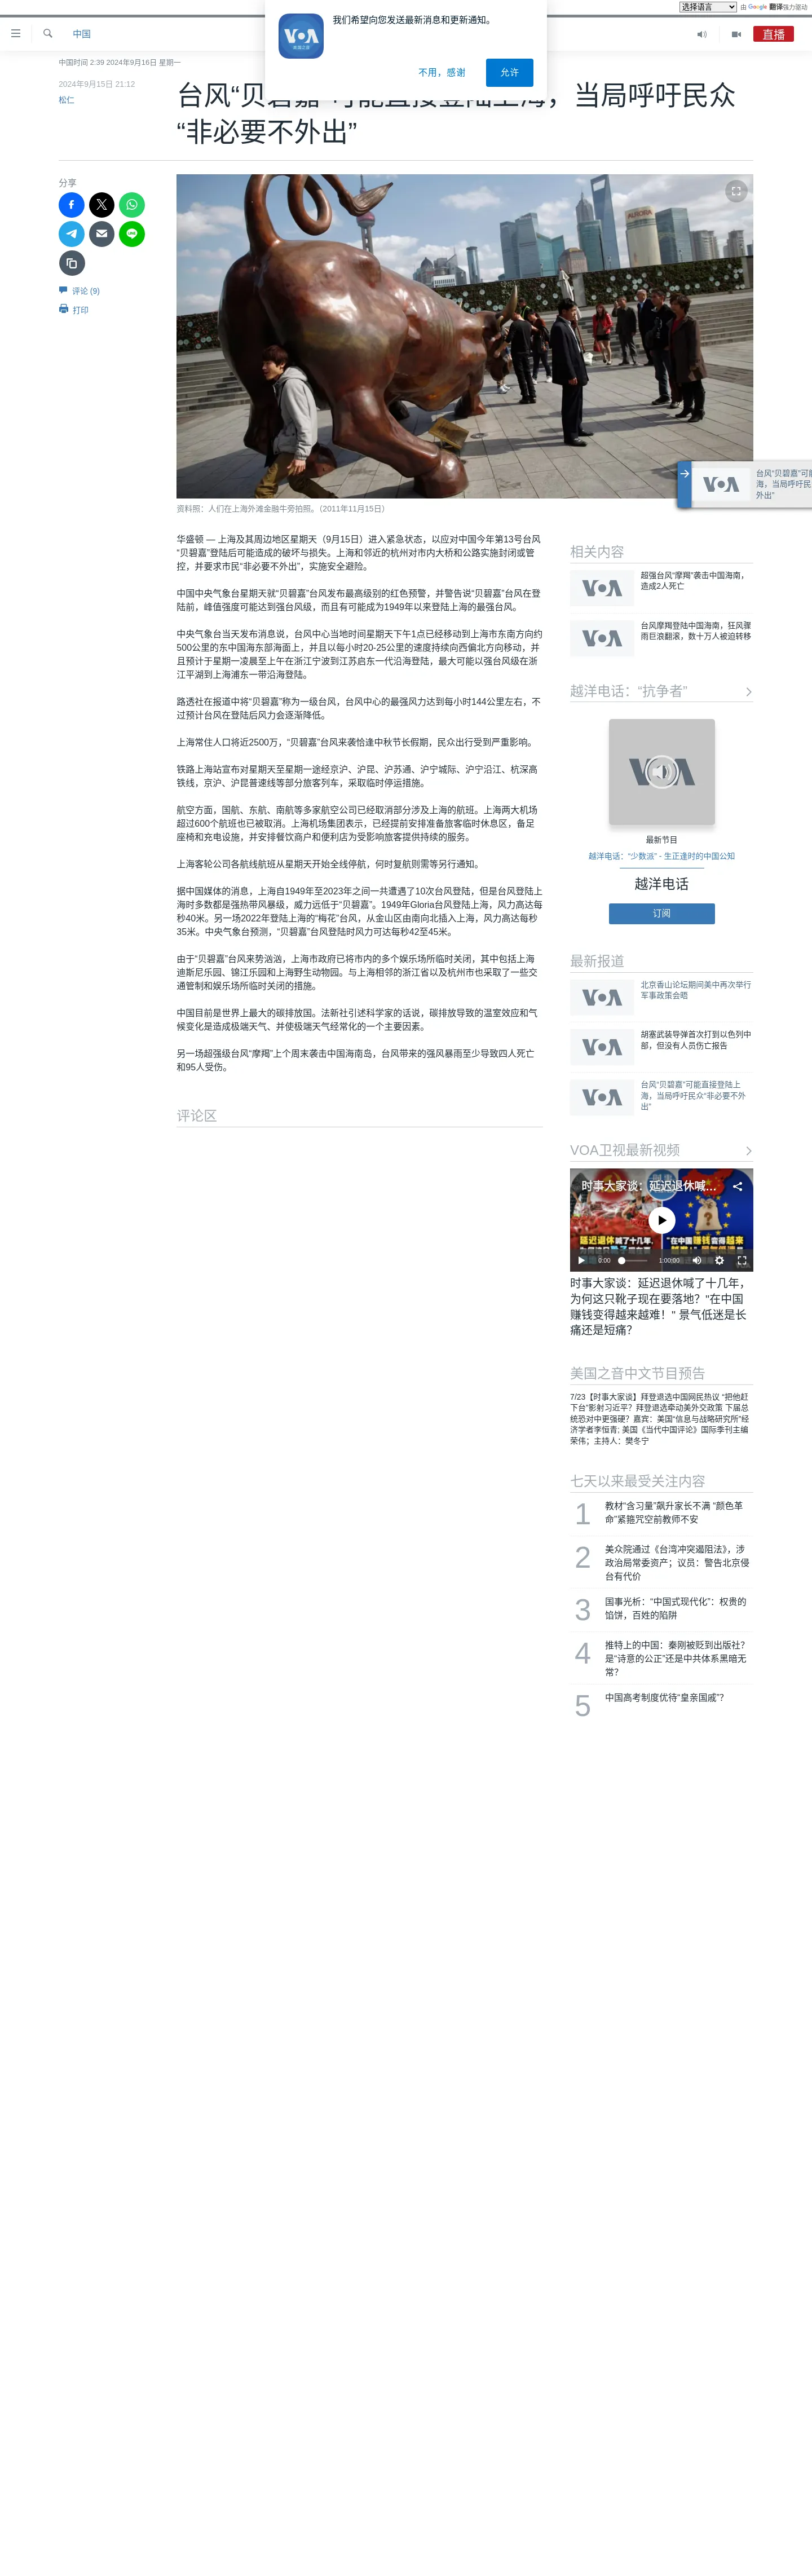 选择语言 由 Google 翻译强力驱动
中国
直播
VOA
美国之音
我们希望向您发送最新消息和更新通知。
不用，感谢
允许
中国时间 2:39 2024年9月16日 星期一
2024年9月15日 21:12
松仁
台风“贝碧嘉”可能直接登陆上海，当局呼吁民众
“非必要不外出”
分享
LINE
评论 (9)
打印
AURORA
资料照：人们在上海外滩金融牛旁拍照。（2011年11月15日）
VOA
台风“贝碧嘉”可能
海，当局呼吁民
外出”
华盛顿 — 上海及其周边地区星期天（9月15日）进入紧急状态，以应对中国今年第13号台风
“贝碧嘉”登陆后可能造成的破坏与损失。上海和邻近的杭州对市内大桥和公路实施封闭或管
控，并要求市民“非必要不外出”，实施安全避险。
中国中央气象台星期天就“贝碧嘉”台风发布最高级别的红色预警，并警告说“贝碧嘉”台风在登
陆前，峰值强度可能达到强台风级，而且有可能成为1949年以来登陆上海的最强台风。
中央气象台当天发布消息说，台风中心当地时间星期天下午1点已经移动到上海市东南方向约
500公里的东中国海东部海面上，并且以每小时20-25公里的速度持续向西偏北方向移动，并
且预计于星期一凌晨至上午在浙江宁波到江苏启东一代沿海登陆，最大可能以强台风级在浙
江平湖到上海浦东一带沿海登陆。
路透社在报道中将“贝碧嘉”称为一级台风，台风中心的最强风力达到每小时144公里左右，不
过预计台风在登陆后风力会逐渐降低。
上海常住人口将近2500万，“贝碧嘉”台风来袭恰逢中秋节长假期，民众出行受到严重影响。
铁路上海站宣布对星期天至星期一途经京沪、沪昆、沪苏通、沪宁城际、沪宁沿江、杭深高
铁线，京沪、沪昆普速线等部分旅客列车，采取临时停运措施。
航空方面，国航、东航、南航等多家航空公司已经取消部分涉及上海的航班。上海两大机场
超过600个航班也已被取消。上海机场集团表示，已经提前安排准备旅客临时休息区，备足
座椅和充电设施，并安排餐饮商户和便利店为受影响旅客提供持续的服务。
上海客轮公司各航线航班从星期天开始全线停航，何时复航则需等另行通知。
据中国媒体的消息，上海自1949年至2023年之间一共遭遇了10次台风登陆，但是台风登陆上
海时多数都是强热带风暴级，威力远低于“贝碧嘉”。1949年Gloria台风登陆上海，风力高达每
秒40米。另一场2022年登陆上海的“梅花”台风，从金山区由南向北插入上海，风力高达每秒
35米。中央气象台预测，“贝碧嘉”台风登陆时风力可达每秒42至45米。
由于“贝碧嘉”台风来势汹汹，上海市政府已将市内的多个娱乐场所临时关闭，其中包括上海
迪斯尼乐园、锦江乐园和上海野生动物园。与上海相邻的浙江省以及杭州市也采取了一些交
通管制和娱乐场所临时关闭的措施。
中国目前是世界上最大的碳排放国。法新社引述科学家的话说，碳排放导致的温室效应和气
候变化是造成极端天气、并使极端天气经常化的一个主要因素。
另一场超强级台风“摩羯”上个周末袭击中国海南岛，台风带来的强风暴雨至少导致四人死亡
和95人受伤。
评论区
相关内容
VOA
超强台风“摩羯”袭击中国海南，
造成2人死亡
VOA
台风摩羯登陆中国海南，狂风骤
雨巨浪翻滚，数十万人被迫转移
越洋电话：“抗争者”
VOA
最新节目
越洋电话：“少数派” - 生正逢时的中国公知
越洋电话
订阅
最新报道
VOA
北京香山论坛期间美中再次举行
军事政策会晤
VOA
胡塞武装导弹首次打到以色列中
部，但没有人员伤亡报告
VOA
台风“贝碧嘉”可能直接登陆上
海，当局呼吁民众“非必要不外
出”
VOA卫视最新视频
时事大家谈：延迟退休喊…
延迟退休喊了十几年,
“在中国赚钱变得越来
0:00 1:00:00
时事大家谈：延迟退休喊了十几年，
为何这只靴子现在要落地？“在中国
赚钱变得越来越难！” 景气低迷是长
痛还是短痛？
美国之音中文节目预告
7/23【时事大家谈】拜登退选中国网民热议 “把他赶
下台”影射习近平？拜登退选牵动美外交政策 下届总
统恐对中更强硬？嘉宾：美国“信息与战略研究所”经
济学者李恒青; 美国《当代中国评论》国际季刊主编
荣伟；主持人：樊冬宁
七天以来最受关注内容
1
教材“含习量”飙升家长不满 “颜色革
命”紧箍咒空前教师不安
2
美众院通过《台湾冲突遏阻法》，涉
政治局常委资产；议员：警告北京侵
台有代价
3
国事光析：“中国式现代化”：权贵的
馅饼，百姓的陷阱
4
推特上的中国：秦刚被贬到出版社？
是“诗意的公正”还是中共体系黑暗无
常？
5
中国高考制度优待“皇亲国戚”？